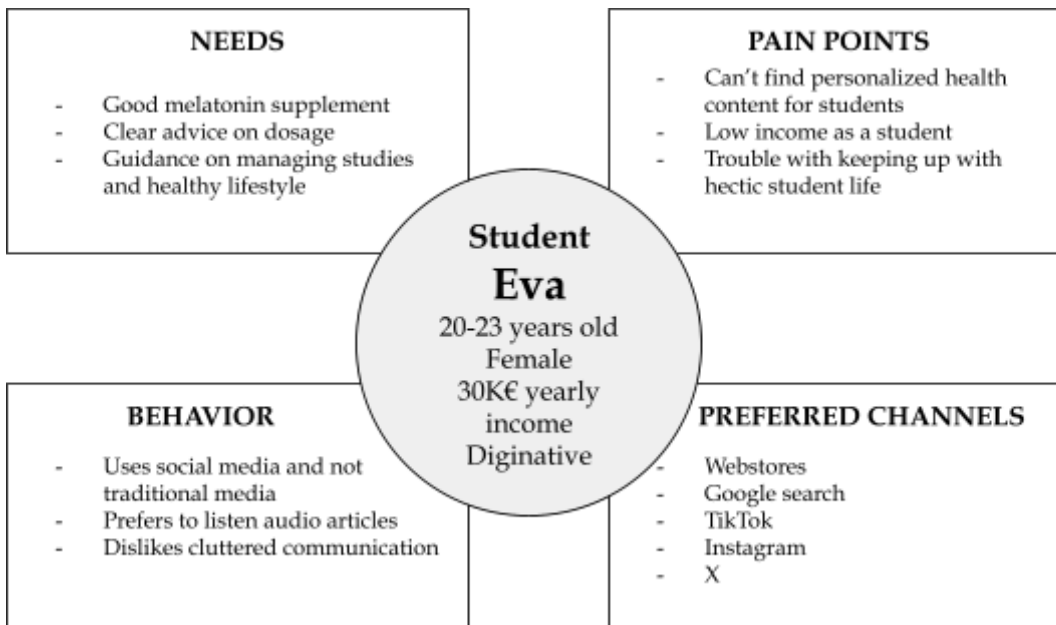 NEEDS
- Good melatonin supplement
- Clear advice on dosage
- Guidance on managing studies
and healthy lifestyle
PAIN POINTS
- Can't find personalized health
content for students
- Low income as a student
- Trouble with keeping up with
hectic student life
Student
Eva
20-23 years old
Female
30K€ yearly
income
Diginative
BEHAVIOR
- Uses social media and not
traditional media
- Prefers to listen audio articles
- Dislikes cluttered communication
PREFERRED CHANNELS
- Webstores
- Google search
- TikTok
- Instagram
- X